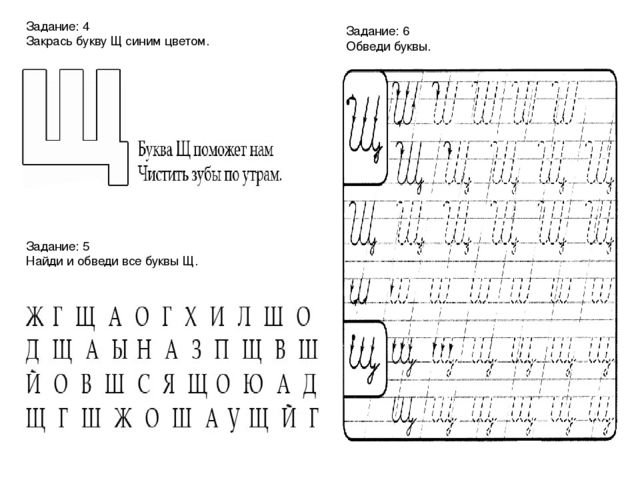 Задание: 4
Закрась букву Щ синим цветом.
Щ
Буква Щ поможет нам
Чистить зубы по утрам.
Задание: 5
Найди и обведи все буквы Щ.
Ж Г Щ А О Г Х И Л Ш О
Д Щ А Ы Н А З П Щ В Ш
Й О В Ш С Я Щ О Ю А Д
Щ Г Ш Ж О Ш А У Щ Й Г
Задание: 6
Обведи буквы.
Щ
щ